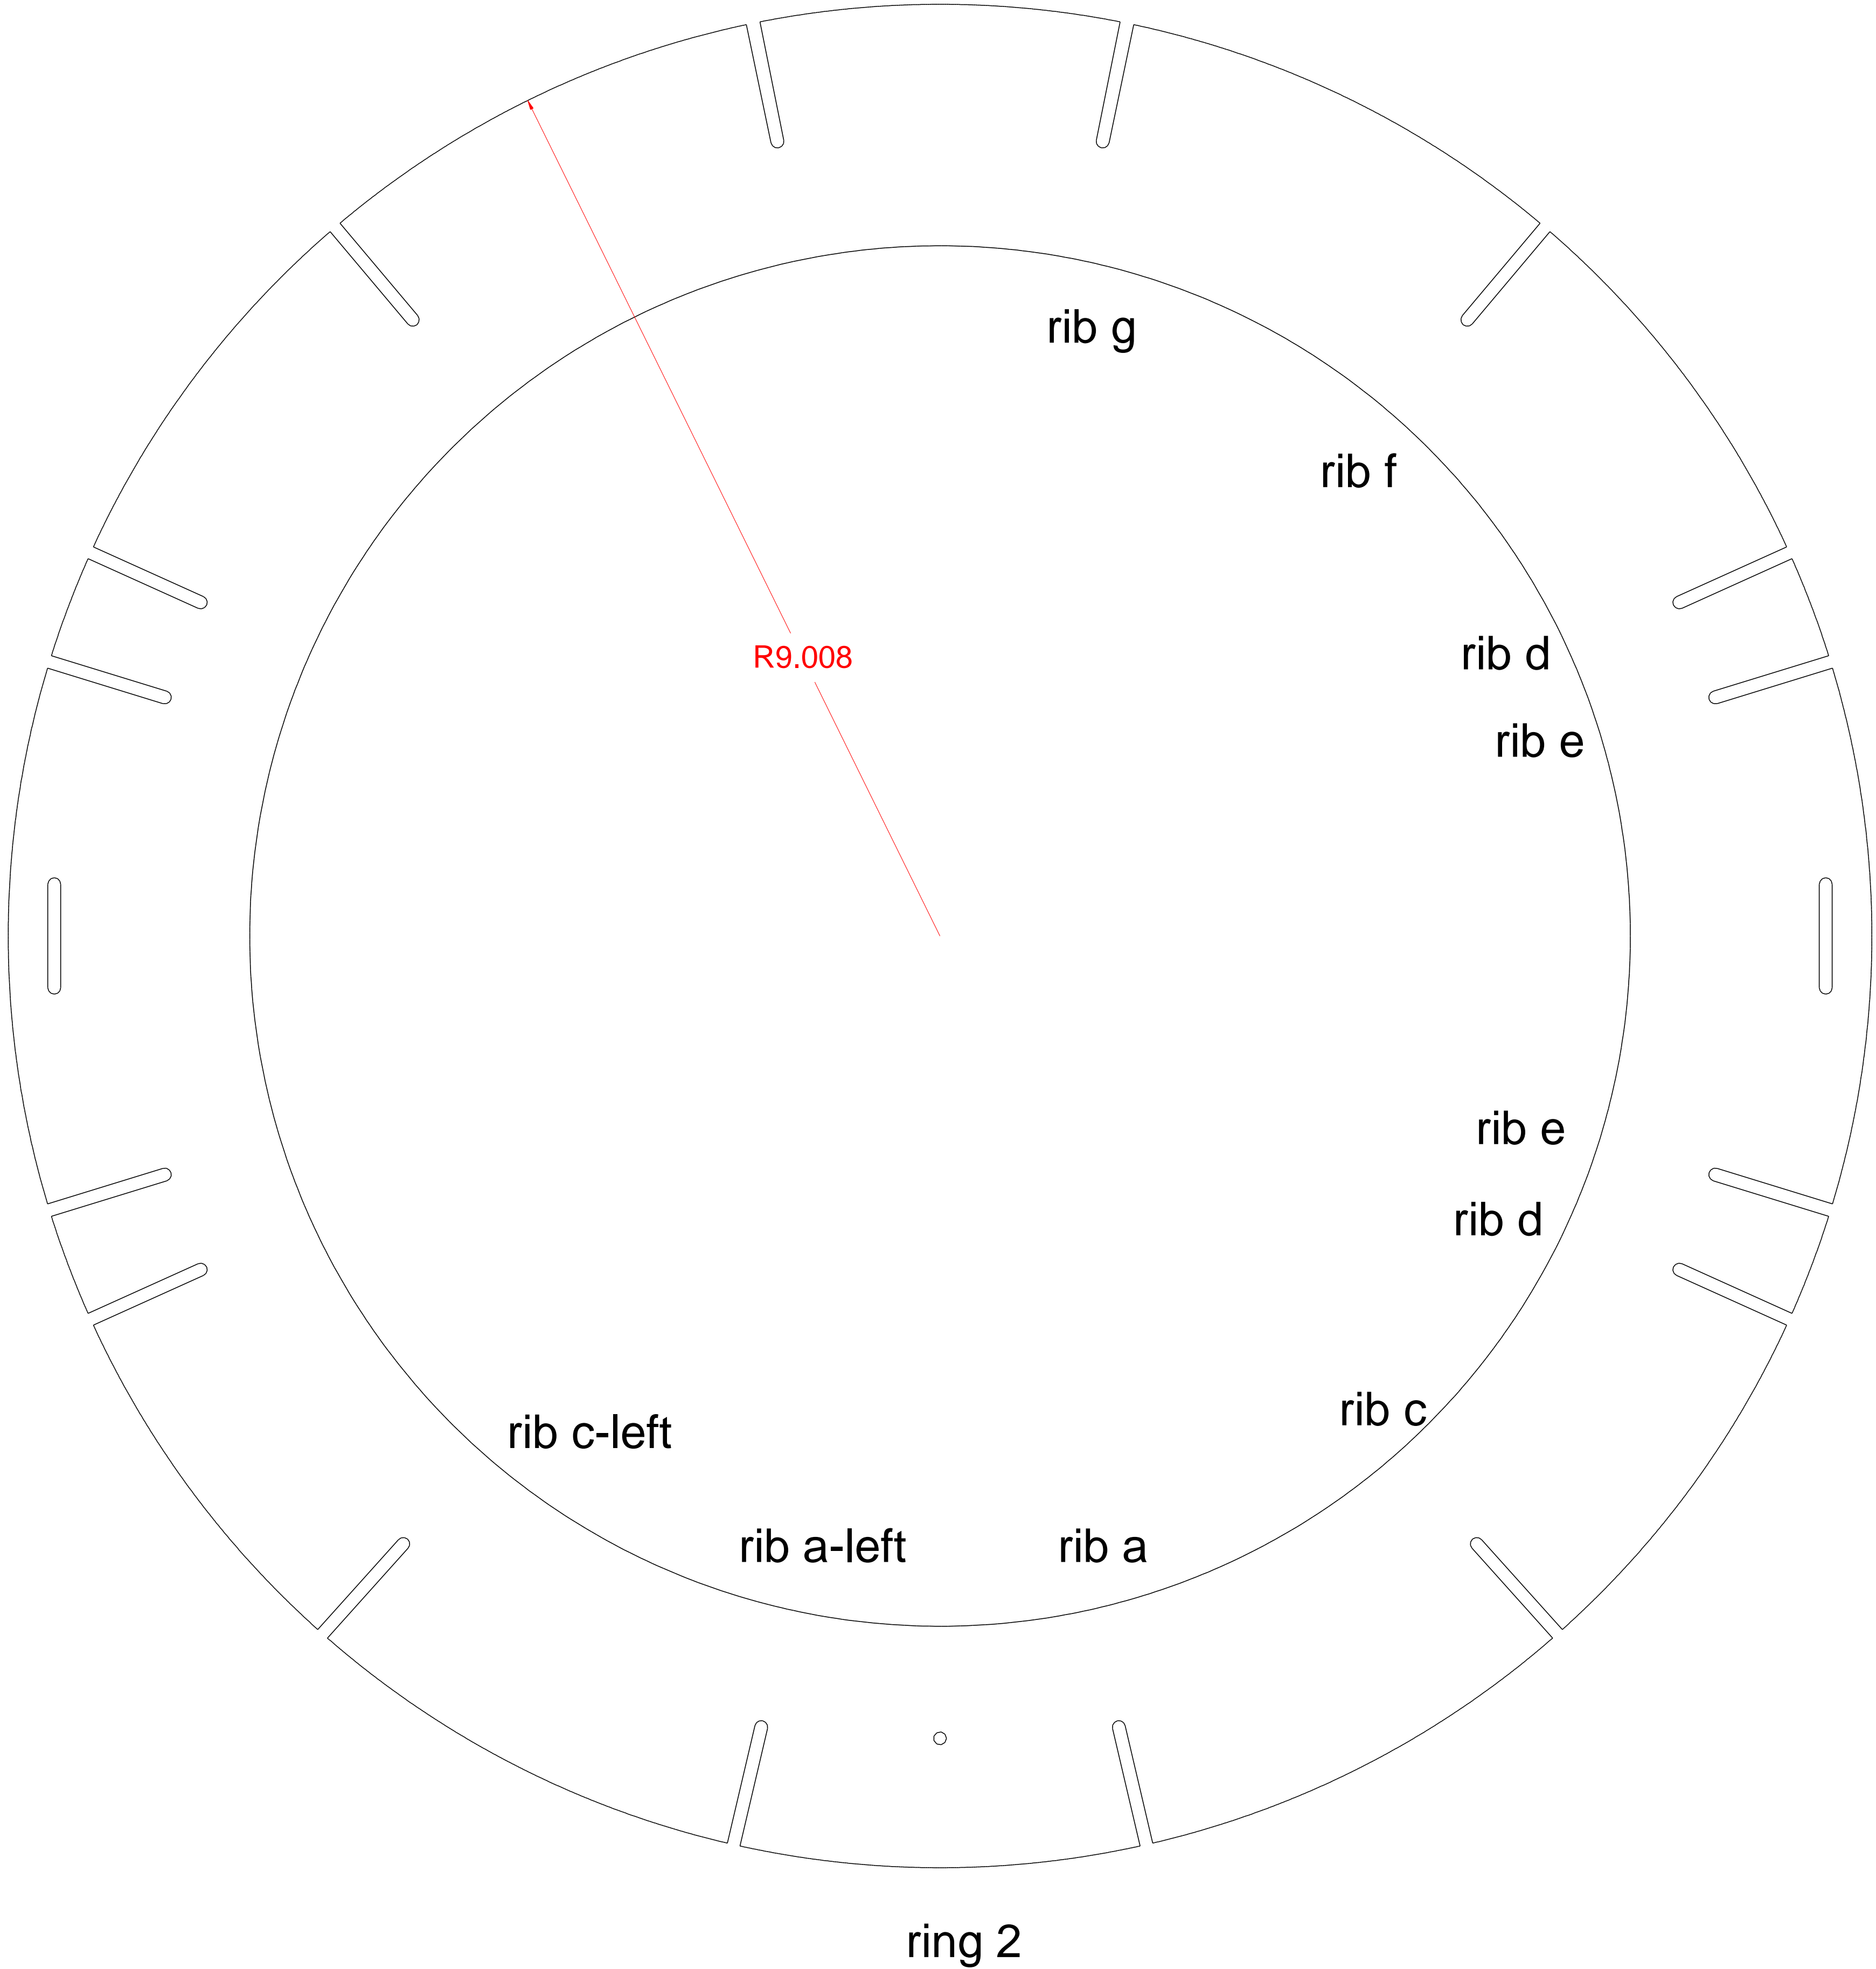 rib g
rib f
rib d
R9.008
rib e
rib e
rib d
rib c
rib c-left
rib a-left
rib a
ring 2